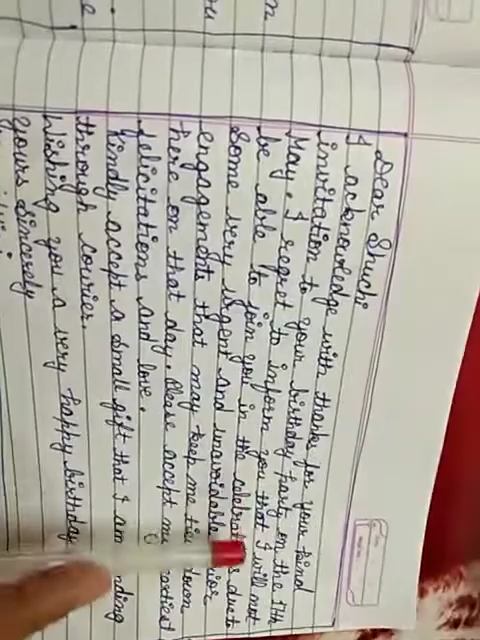 Dear Shuchi
I acknowledge with thanks for your kind
invitation to your birthday party on the 11th
May. I regret to inform you that I will not
be able to join you in the due to
some very urgent and unavoidable
engagements that may keep me down
here on that day. Please accept my
felicitations and love.
Kindly accept a small gift that I am
through courier.
Wishing you a very happy birthday
yours sincerely